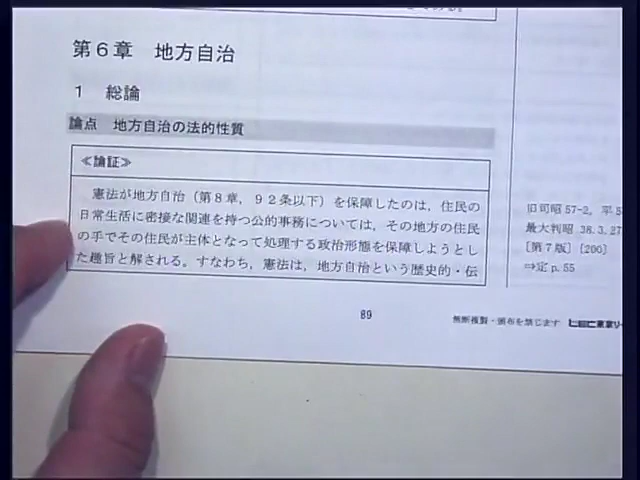 第6章 地方自治
1 総論
論点 地方自治の法的性質
≪論証≫
憲法が地方自治（第8章，92条以下）を保障したのは，住民の
日常生活に密接な関連を持つ公的事務については，その地方の住民
の手でその住民が主体となって処理する政治形態を保障しようとし
た趣旨と解される。すなわち，憲法は，地方自治という歴史的・伝
旧司昭57-2，平5
最大判昭38.3.27
〔第7版〕〔200〕
⇒定p.55
89
無断複製・頒布を禁じます